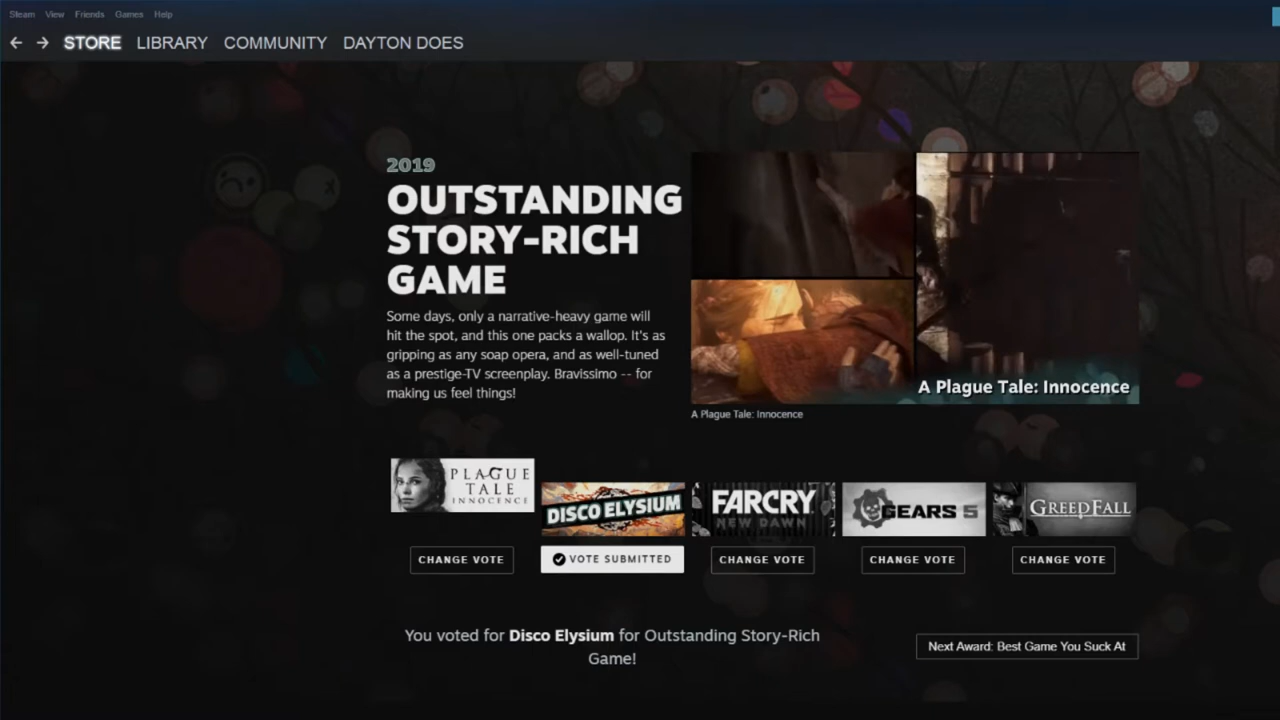 Steam View Friends Games Help
STORE LIBRARY COMMUNITY DAYTON DOES
2019
OUTSTANDING
STORY-RICH
GAME
Some days, only a narrative-heavy game will
hit the spot, and this one packs a wallop. It's as
gripping as any soap opera, and as well-tuned
as a prestige-TV screenplay. Bravissimo -- for
making us feel things!
A Plague Tale: Innocence
A Plague Tale: Innocence
PLAGUE
TALE
INNOCENCE
DISCO ELYSIUM
FARCRY
NEW DAWN
GEARS 5
GREEDFALL
CHANGE VOTE
VOTE SUBMITTED
CHANGE VOTE
CHANGE VOTE
CHANGE VOTE
You voted for Disco Elysium for Outstanding Story-Rich
Game!
Next Award: Best Game You Suck At